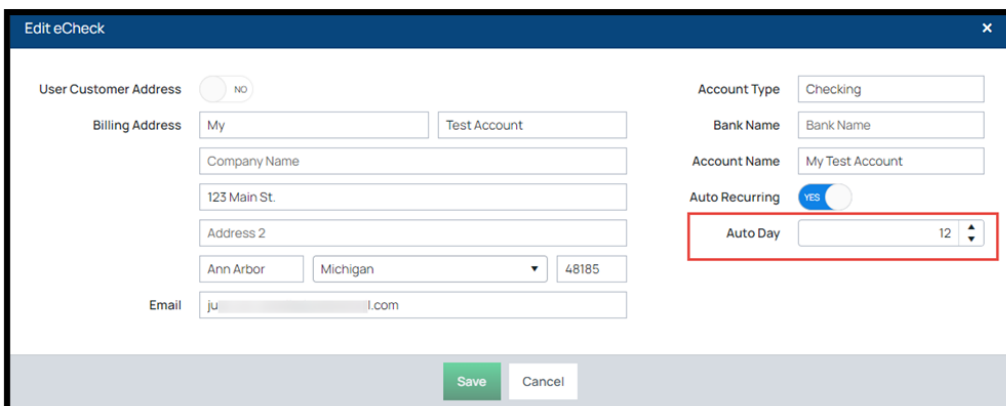 Edit eCheck ×
User Customer Address NO
Billing Address My Test Account
Company Name
123 Main St.
Address 2
Ann Arbor Michigan 48185
Email ju l.com
Account Type Checking
Bank Name Bank Name
Account Name My Test Account
Auto Recurring YES
Auto Day 12
Save Cancel